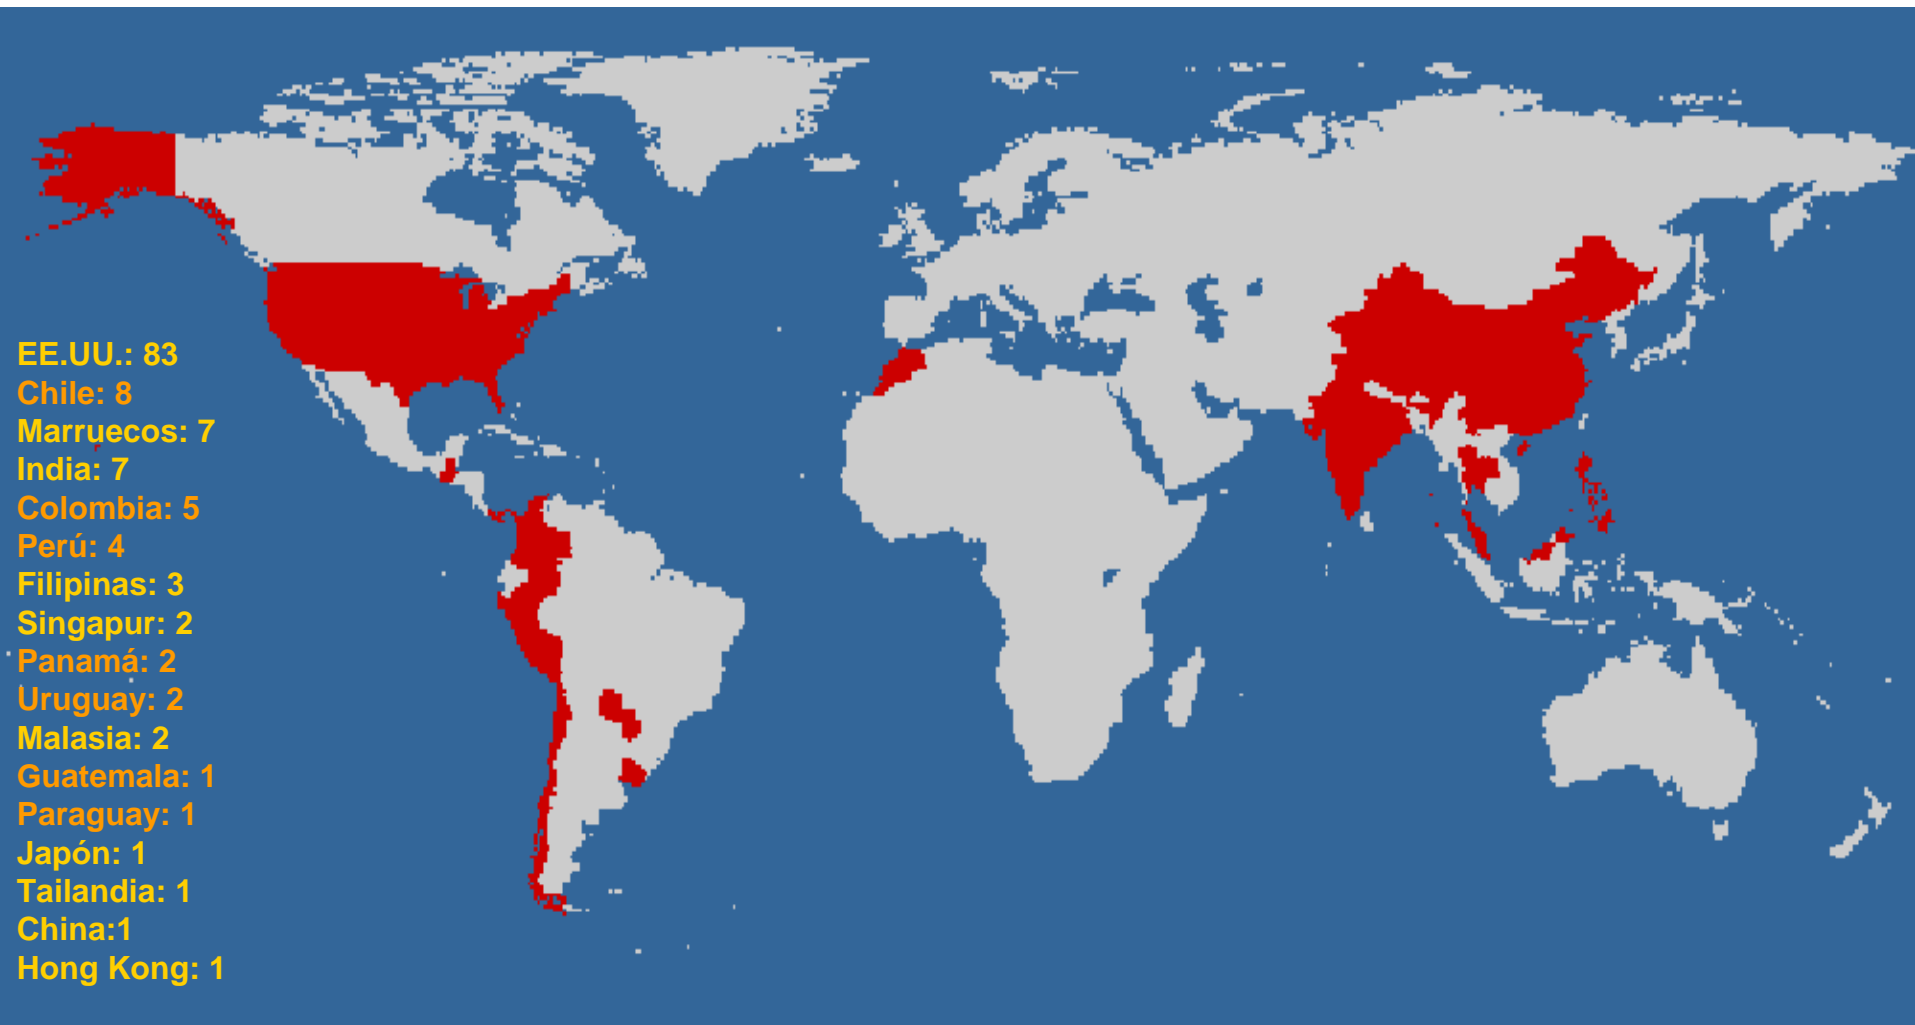 EE.UU.: 83
Chile: 8
Marruecos: 7
India: 7
Colombia: 5
Perú: 4
Filipinas: 3
Singapur: 2
Panamá: 2
Uruguay: 2
Malasia: 2
Guatemala: 1
Paraguay: 1
Japón: 1
Tailandia: 1
China:1
Hong Kong: 1